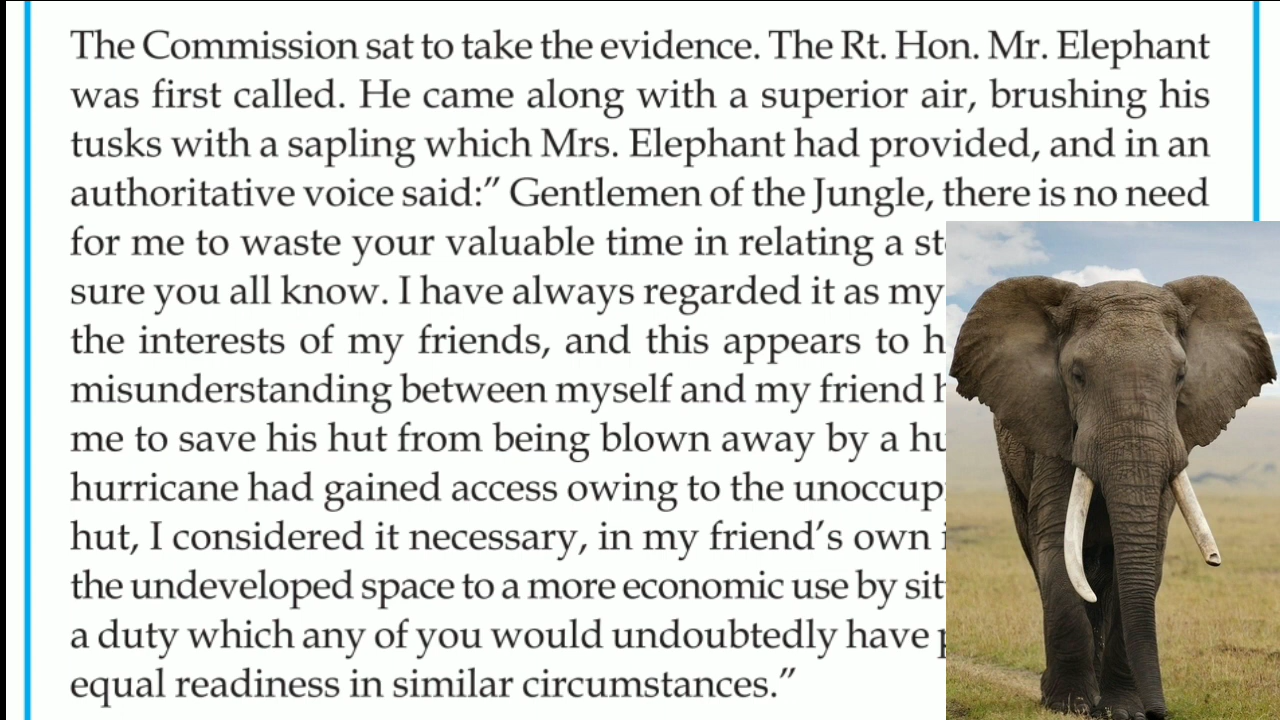 The Commission sat to take the evidence. The Rt. Hon. Mr. Elephant
was first called. He came along with a superior air, brushing his
tusks with a sapling which Mrs. Elephant had provided, and in an
authoritative voice said:” Gentlemen of the Jungle, there is no need
for me to waste your valuable time in relating a
sure you all know. I have always regarded it as my
the interests of my friends, and this appears to
misunderstanding between myself and my friend
me to save his hut from being blown away by a
hurricane had gained access owing to the
hut, I considered it necessary, in my friend’s own
the undeveloped space to a more economic use by
a duty which any of you would undoubtedly have
equal readiness in similar circumstances.”